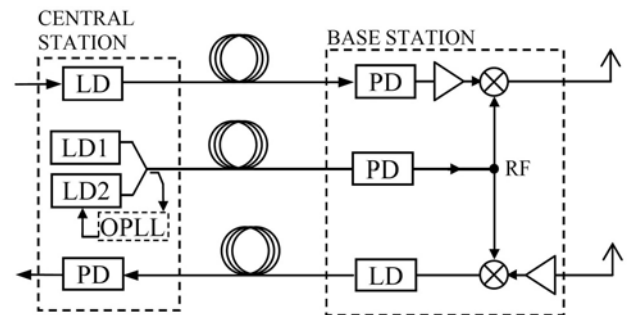 CENTRAL
STATION
BASE STATION
LD
PD
LD1
LD2
PD
RF
OPLL
PD
LD